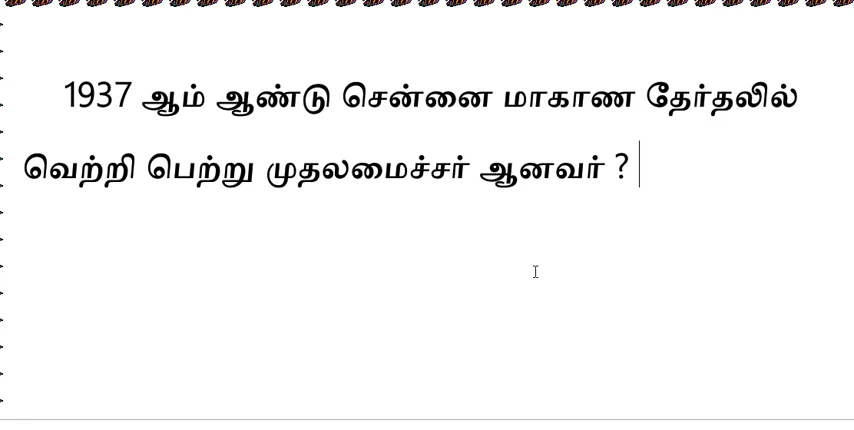 1937 ஆம் ஆண்டு சென்னை மாகாண தேர்தலில்
வெற்றி பெற்று முதலமைச்சர் ஆனவர் ?